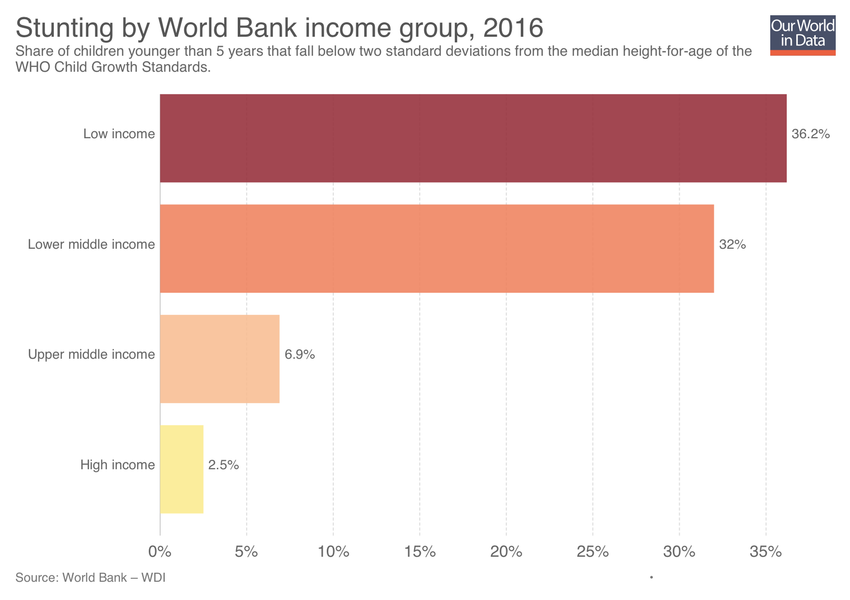 Stunting by World Bank income group, 2016
Our World
in Data
Share of children younger than 5 years that fall below two standard deviations from the median height-for-age of the
WHO Child Growth Standards.
Low income
36.2%
Lower middle income
32%
Upper middle income
6.9%
High income
2.5%
0% 5% 10% 15% 20% 25% 30% 35%
Source: World Bank – WDI